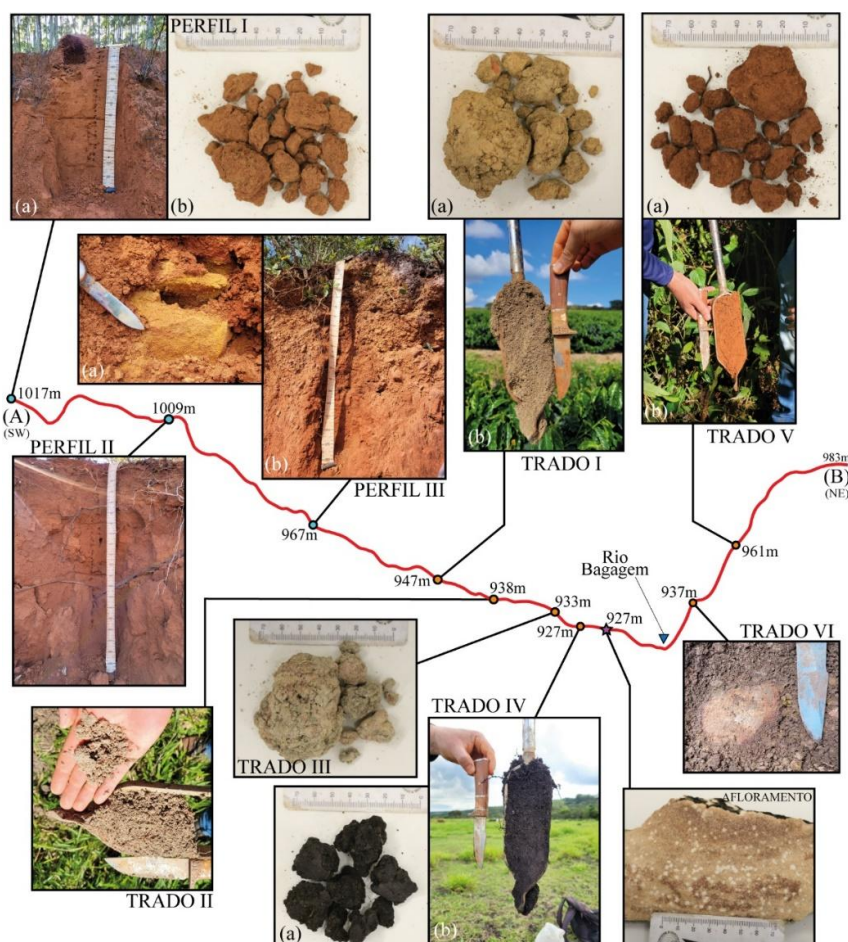 PERFIL I
(a)
(b)
(a)
(a)
(a)
(b)
(b)
(b)
TRADO I
TRADO V
1017m
(A)
(SW)
1009m
PERFIL II
PERFIL III
983m
(B)
(NE)
967m
947m
938m
933m
927m
927m
Rio
Bagagem
937m
961m
TRADO VI
TRADO III
TRADO IV
TRADO II
(a)
(b)
AFLORAMENTO